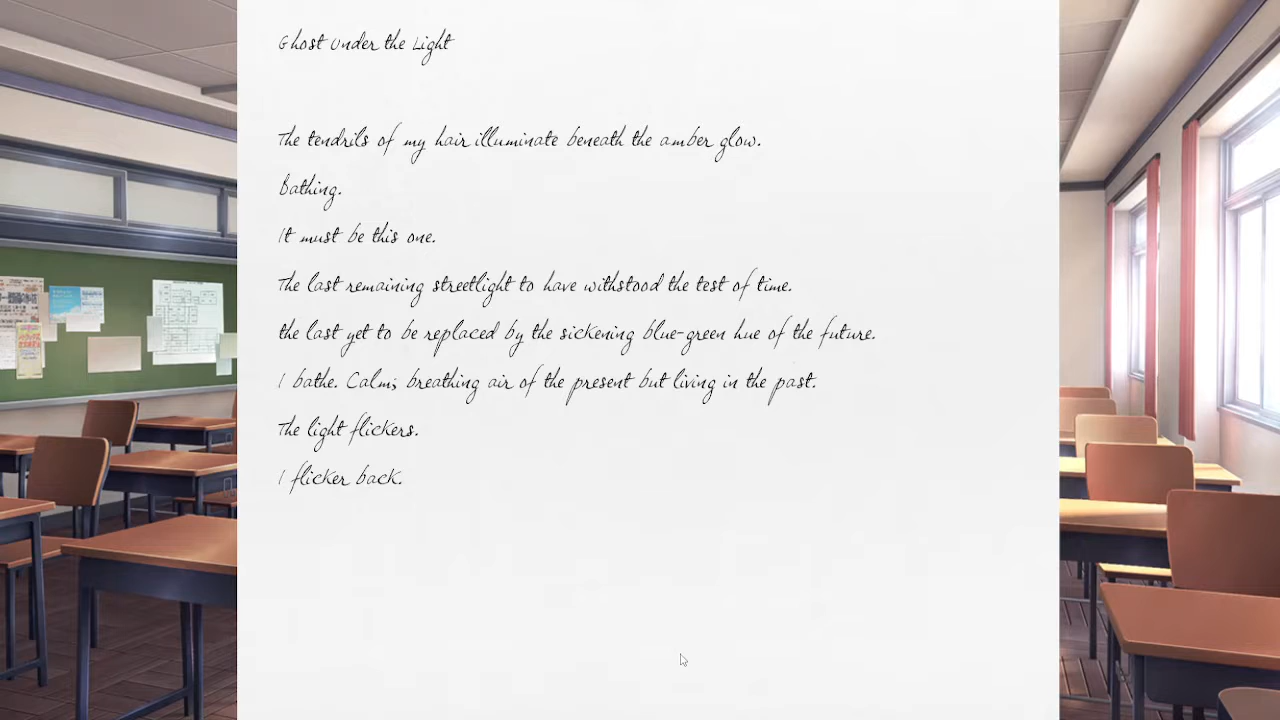 Ghost Under the Light
The tendrils of my hair illuminate beneath the amber glow.
Bathing.
It must be this one.
The last remaining streetlight to have withstood the test of time.
the last yet to be replaced by the sickening blue-green hue of the future.
I bathe. Calm; breathing air of the present but living in the past.
The light flickers.
I flicker back.